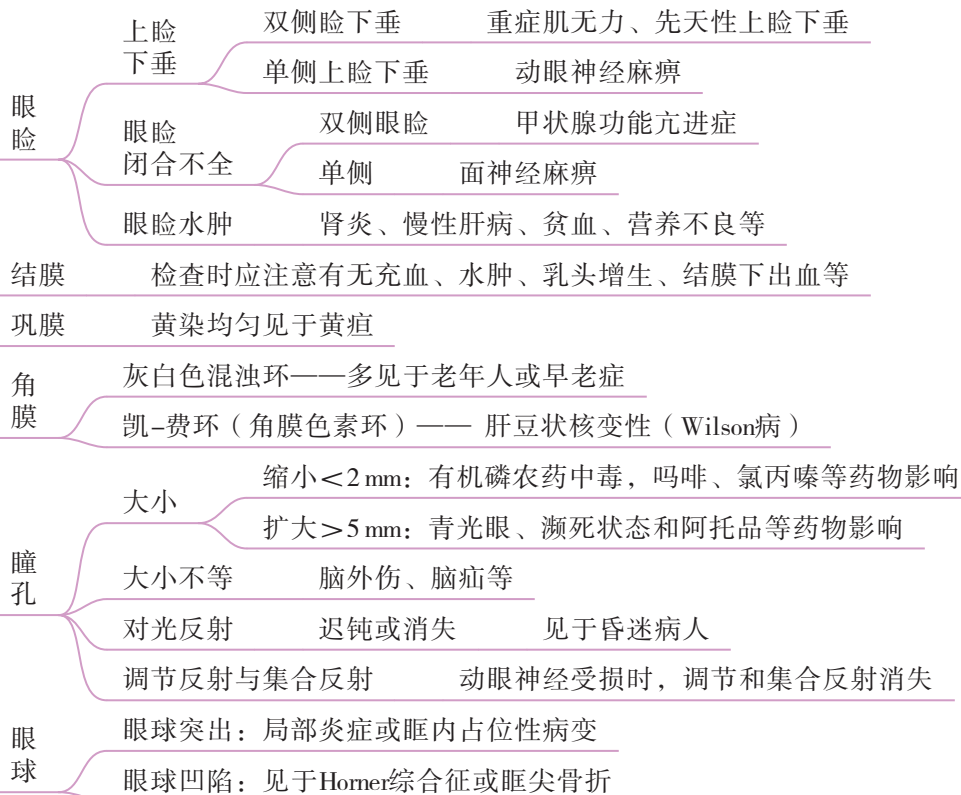 眼睑
上睑下垂
双侧睑下垂 重症肌无力、先天性上睑下垂
单侧上睑下垂 动眼神经麻痹
眼睑闭合不全
双侧眼睑 甲状腺功能亢进症
单侧 面神经麻痹
眼睑水肿 肾炎、慢性肝病、贫血、营养不良等
结膜 检查时应注意有无充血、水肿、乳头增生、结膜下出血等
巩膜 黄染均匀见于黄疸
角膜
灰白色混浊环——多见于老年人或早老症
凯-费环（角膜色素环）—— 肝豆状核变性（Wilson病）
瞳孔
大小
缩小＜2 mm：有机磷农药中毒，吗啡、氯丙嗪等药物影响
扩大＞5 mm：青光眼、濒死状态和阿托品等药物影响
大小不等 脑外伤、脑疝等
对光反射 迟钝或消失 见于昏迷病人
调节反射与集合反射 动眼神经受损时，调节和集合反射消失
眼球
眼球突出：局部炎症或眶内占位性病变
眼球凹陷：见于Horner综合征或眶尖骨折